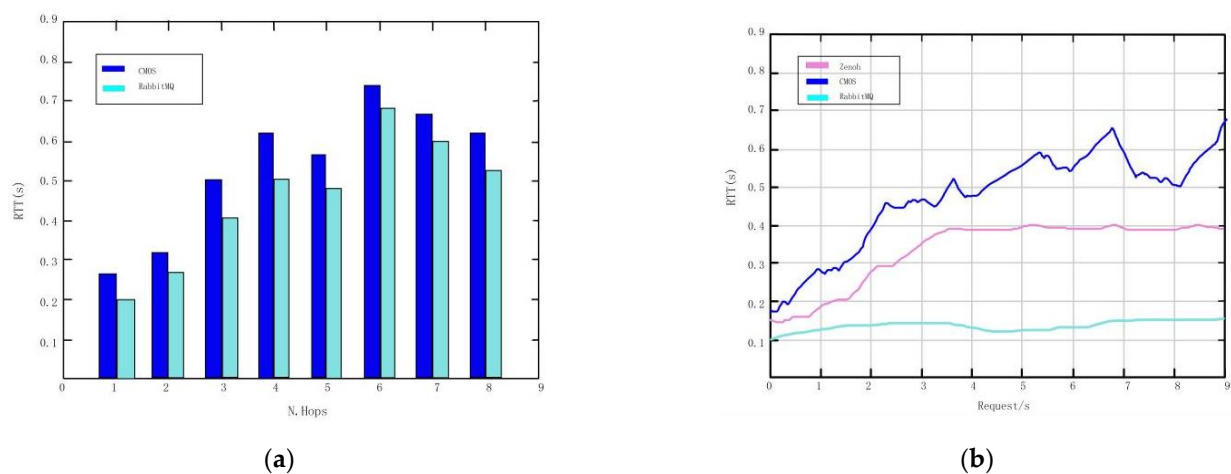 0.9
0.8
0.7
0.6
0.5
0.4
0.3
0.2
0.1
RTT(s)
CMOS
RabbitMQ
0 1 2 3 4 5 6 7 8 9
N.Hops
(a)
0.9
0.8
0.7
0.6
0.5
0.4
0.3
0.2
0.1
RTT(s)
Zenoh
CMOS
RabbitMQ
0 1 2 3 4 5 6 7 8 9
Request/s
(b)